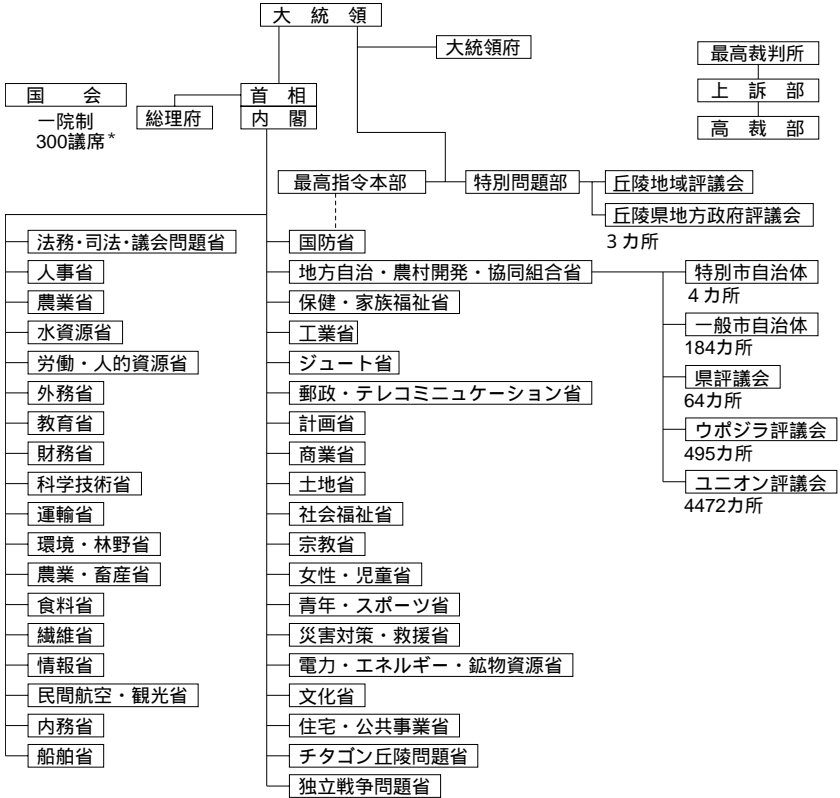 大統領
大統領府
最高裁判所
上訴部
高裁部
国会
一院制
300議席*
首相
内閣
総理府
最高指令本部
特別問題部
丘陵地域評議会
丘陵県地方政府評議会
3カ所
法務・司法・議会問題省
人事省
農業省
水資源省
労働・人的資源省
外務省
教育省
財務省
科学技術省
運輸省
環境・林野省
農業・畜産省
食料省
繊維省
情報省
民間航空・観光省
内務省
船舶省
国防省
地方自治・農村開発・協同組合省
保健・家族福祉省
工業省
ジュート省
郵政・テレコミニュケーション省
計画省
商業省
土地省
社会福祉省
宗教省
女性・児童省
青年・スポーツ省
災害対策・救援省
電力・エネルギー・鉱物資源省
文化省
住宅・公共事業省
チタゴン丘陵問題省
独立戦争問題省
特別市自治体
4カ所
一般市自治体
184カ所
県評議会
64カ所
ウポジラ評議会
495カ所
ユニオン評議会
4472カ所